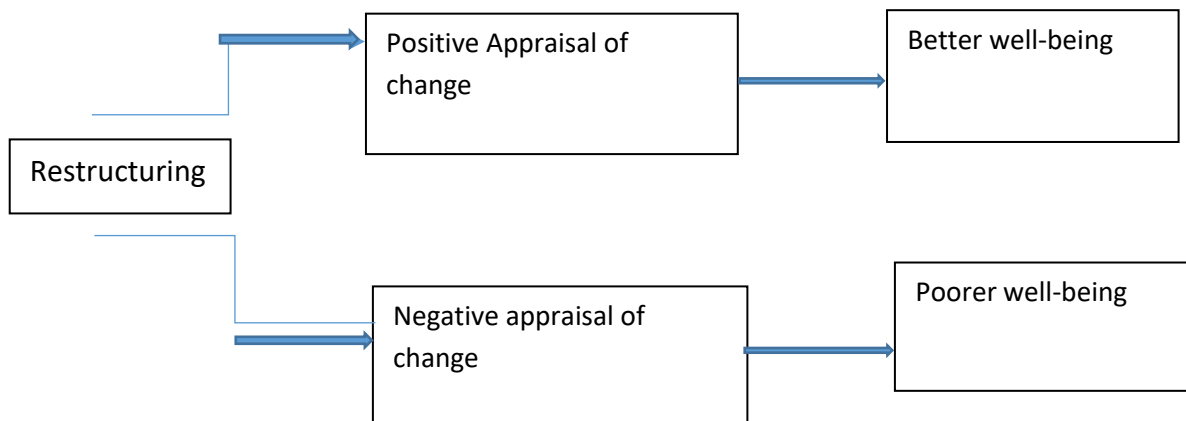 Restructuring
Positive Appraisal of
change
Better well-being
Negative appraisal of
change
Poorer well-being